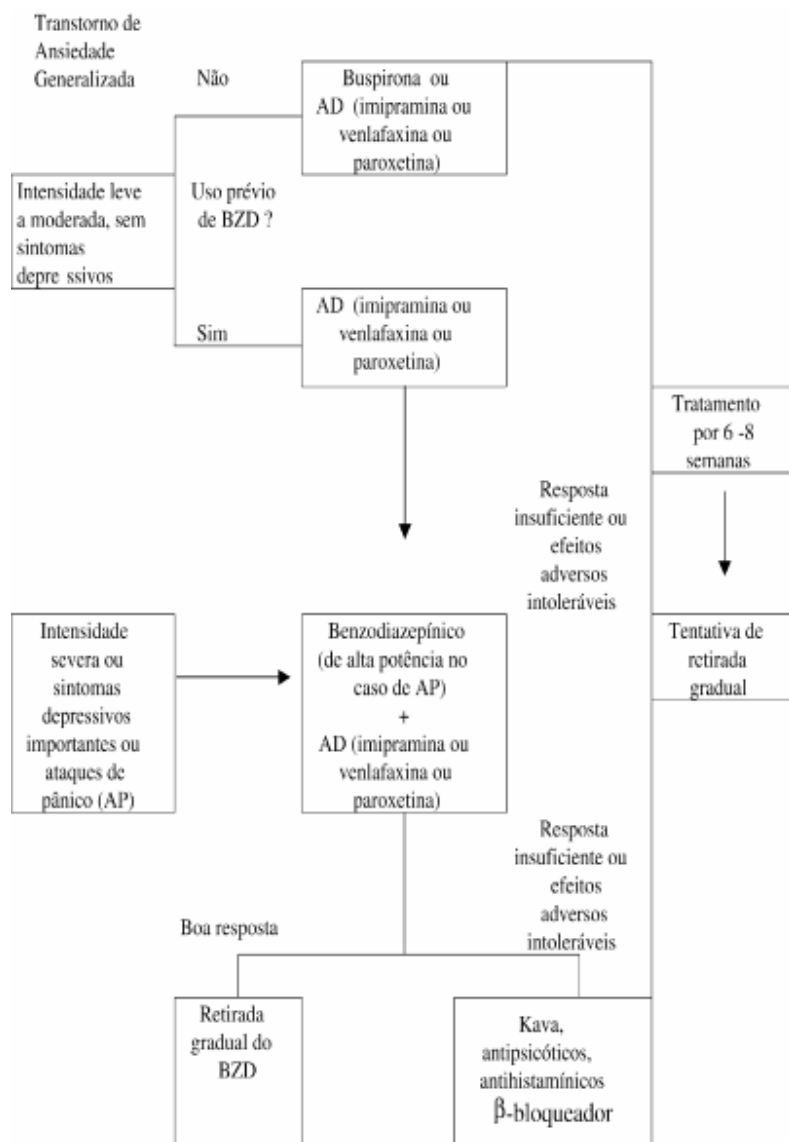 Transtorno de
Ansiedade
Generalizada
Não
Buspirona ou
AD (imipramina ou
venlafaxina ou
paroxetina)
Intensidade leve
a moderada, sem
sintomas
depre ssivos
Uso prévio
de BZD ?
Sim
AD (imipramina ou
venlafaxina ou
paroxetina)
Tratamento
por 6 -8
semanas
Resposta
insuficiente ou
efeitos
adversos
intoleráveis
Intensidade
severa ou
sintomas
depressivos
importantes ou
ataques de
pânico (AP)
Benzodiazepínico
(de alta potência no
caso de AP)
+
AD (imipramina ou
venlafaxina ou
paroxetina)
Tentativa de
retirada
gradual
Resposta
insuficiente ou
efeitos
adversos
intoleráveis
Boa resposta
Retirada
gradual do
BZD
Kava,
antipsicóticos,
antihistamínicos
β-bloqueador